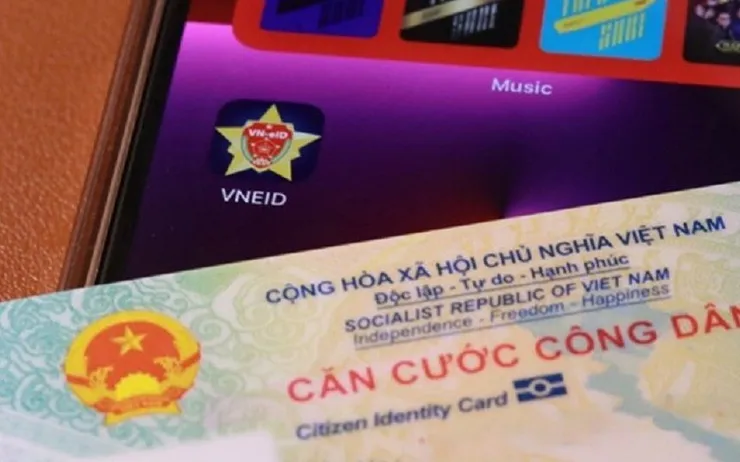 Music
VN-eID
VNEID
CỘNG HÒA XÃ HỘI CHỦ NGHĨA VIỆT NAM
Độc lập - Tự do - Hạnh phúc
SOCIALIST REPUBLIC OF VIET NAM
Independence - Freedom - Happiness
CĂN CƯỚC CÔNG DÂN
Citizen Identity Card